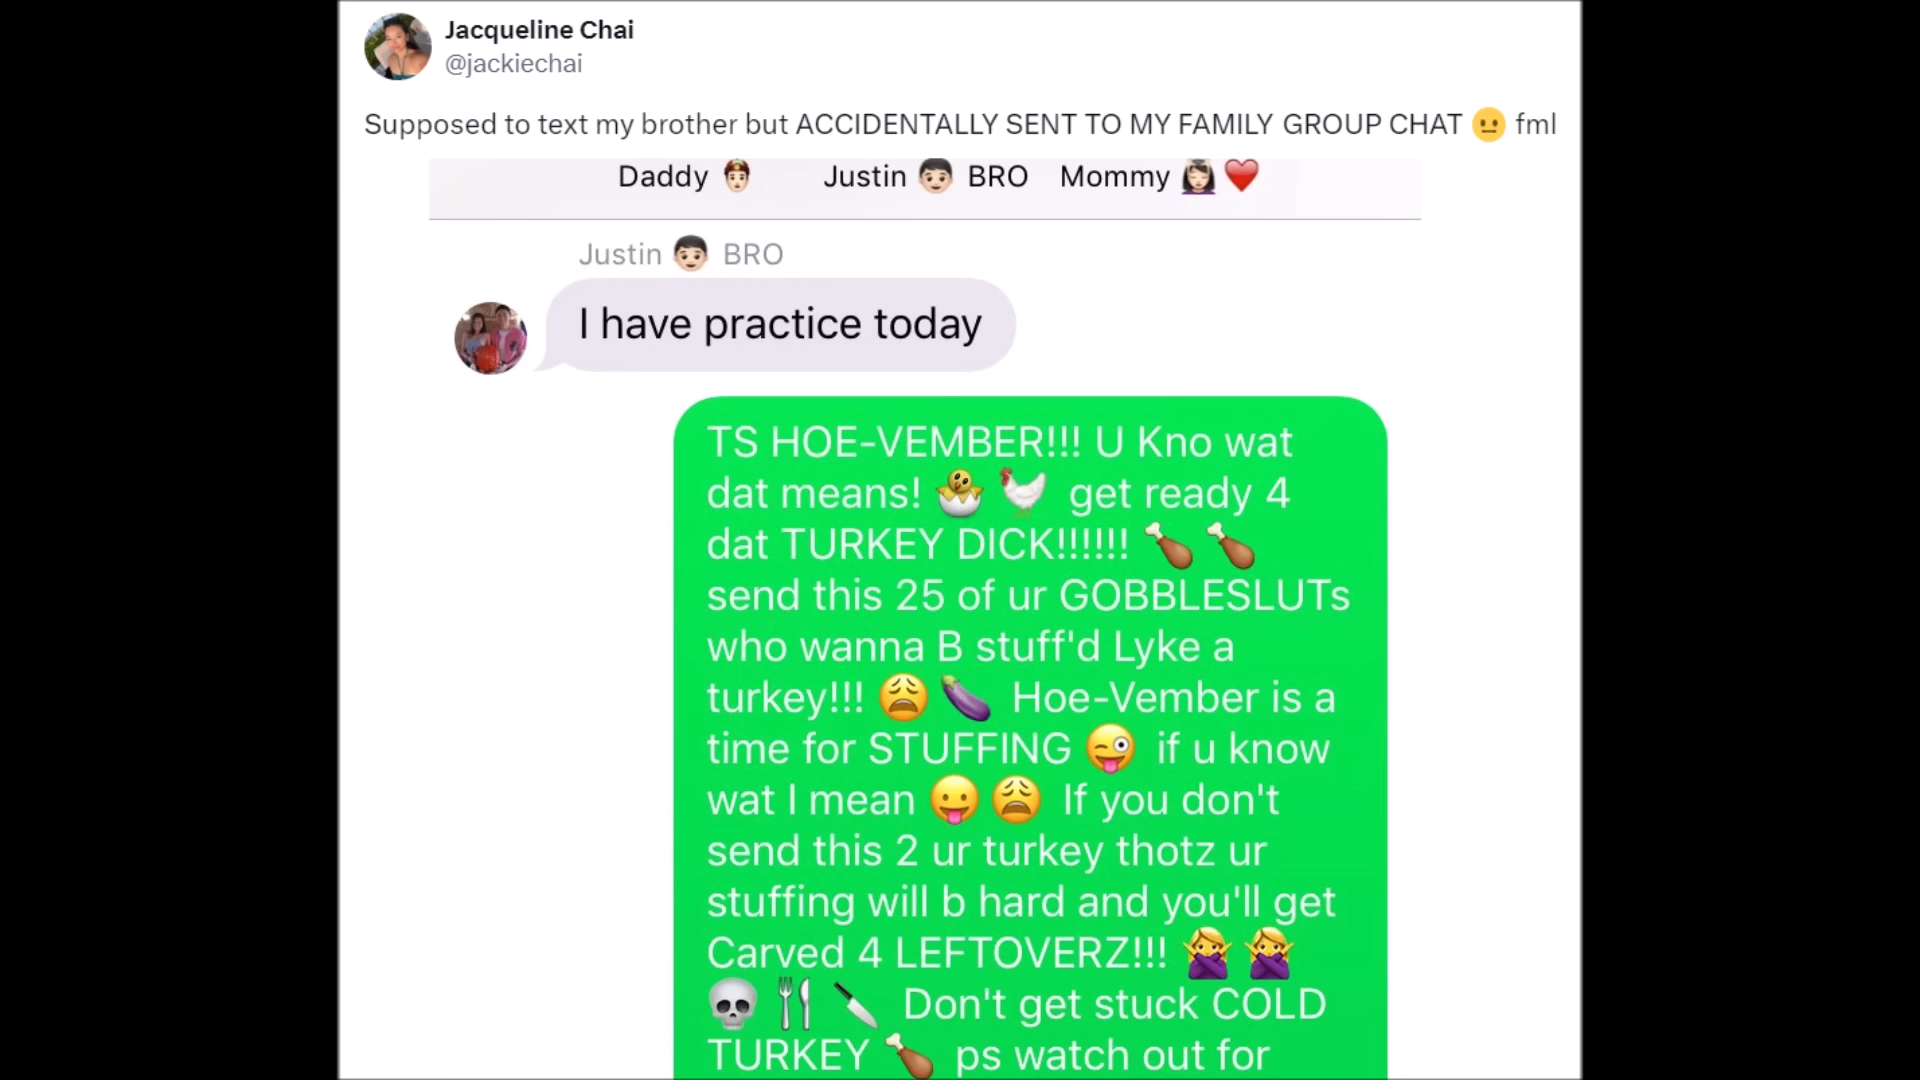 Jacqueline Chai
@jackiechai
Supposed to text my brother but ACCIDENTALLY SENT TO MY FAMILY GROUP CHAT 😐 fml
Daddy Justin 👦🏻 BRO Mommy ❤️
Justin 👦🏻 BRO
I have practice today
TS HOE-VEMBER!!! U Kno wat
dat means! 🐣 🐓 get ready 4
dat TURKEY DICK!!!!!! 🍗 🍗
send this 25 of ur GOBBLESLUTs
who wanna B stuff'd Lyke a
turkey!!! 😩 🍆 Hoe-Vember is a
time for STUFFING 😜 if u know
wat I mean 😛 😩 If you don't
send this 2 ur turkey thotz ur
stuffing will b hard and you'll get
Carved 4 LEFTOVERZ!!! 🙅 🙅
💀 🍴 🔪 Don't get stuck COLD
TURKEY 🍗 ps watch out for